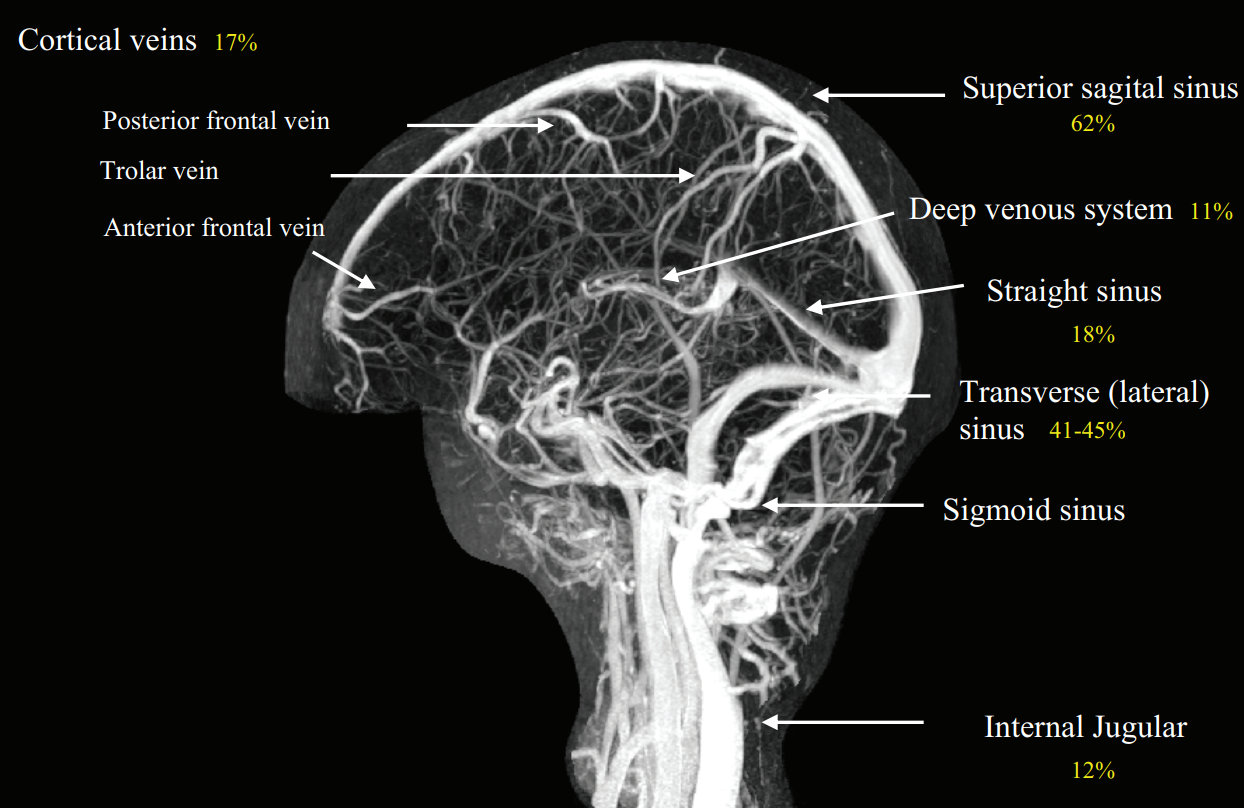 Cortical veins 17%
Posterior frontal vein
Trolar vein
Anterior frontal vein
Superior sagital sinus
62%
Deep venous system 11%
Straight sinus
18%
Transverse (lateral)
sinus 41-45%
Sigmoid sinus
Internal Jugular
12%